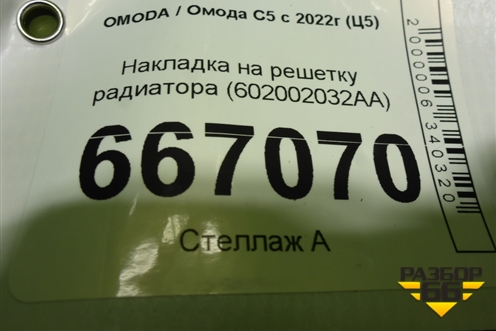 OMODA / Омода C5 с 2022г (Ц5)
Накладка на решетку
радиатора (602002032AA)
667070
Стеллаж А
2000006340320
РАЗБОР
66